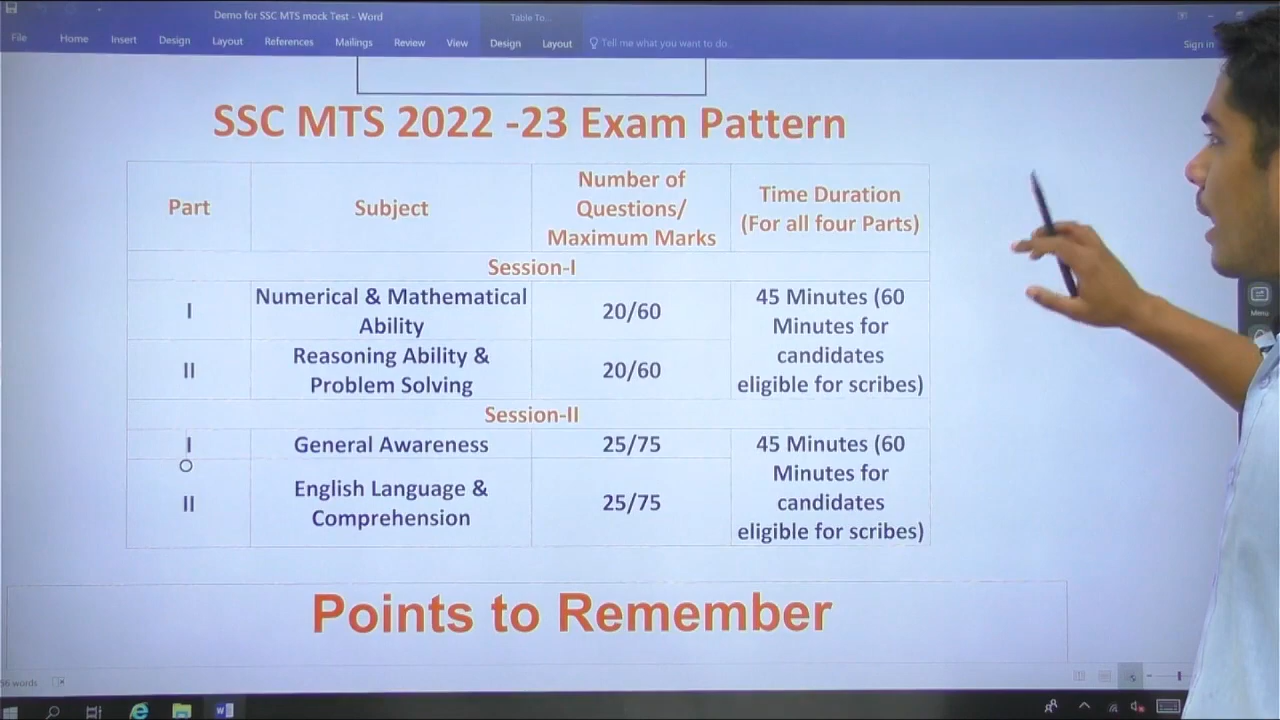 Demo for SSC MTS mock Test - Word
Table To...
File Home Insert Design Layout References Mailings Review View Design Layout Tell me what you want to do.
Sign in
SSC MTS 2022 -23 Exam Pattern
Part
Subject
Number of
Questions/
Maximum Marks
Time Duration
(For all four Parts)
Session-I
I
Numerical & Mathematical
Ability
20/60
45 Minutes (60
Minutes for
candidates
eligible for scribes)
II
Reasoning Ability &
Problem Solving
20/60
Session-II
I
General Awareness
25/75
45 Minutes (60
Minutes for
candidates
eligible for scribes)
II
English Language &
Comprehension
25/75
Menu
Points to Remember
words